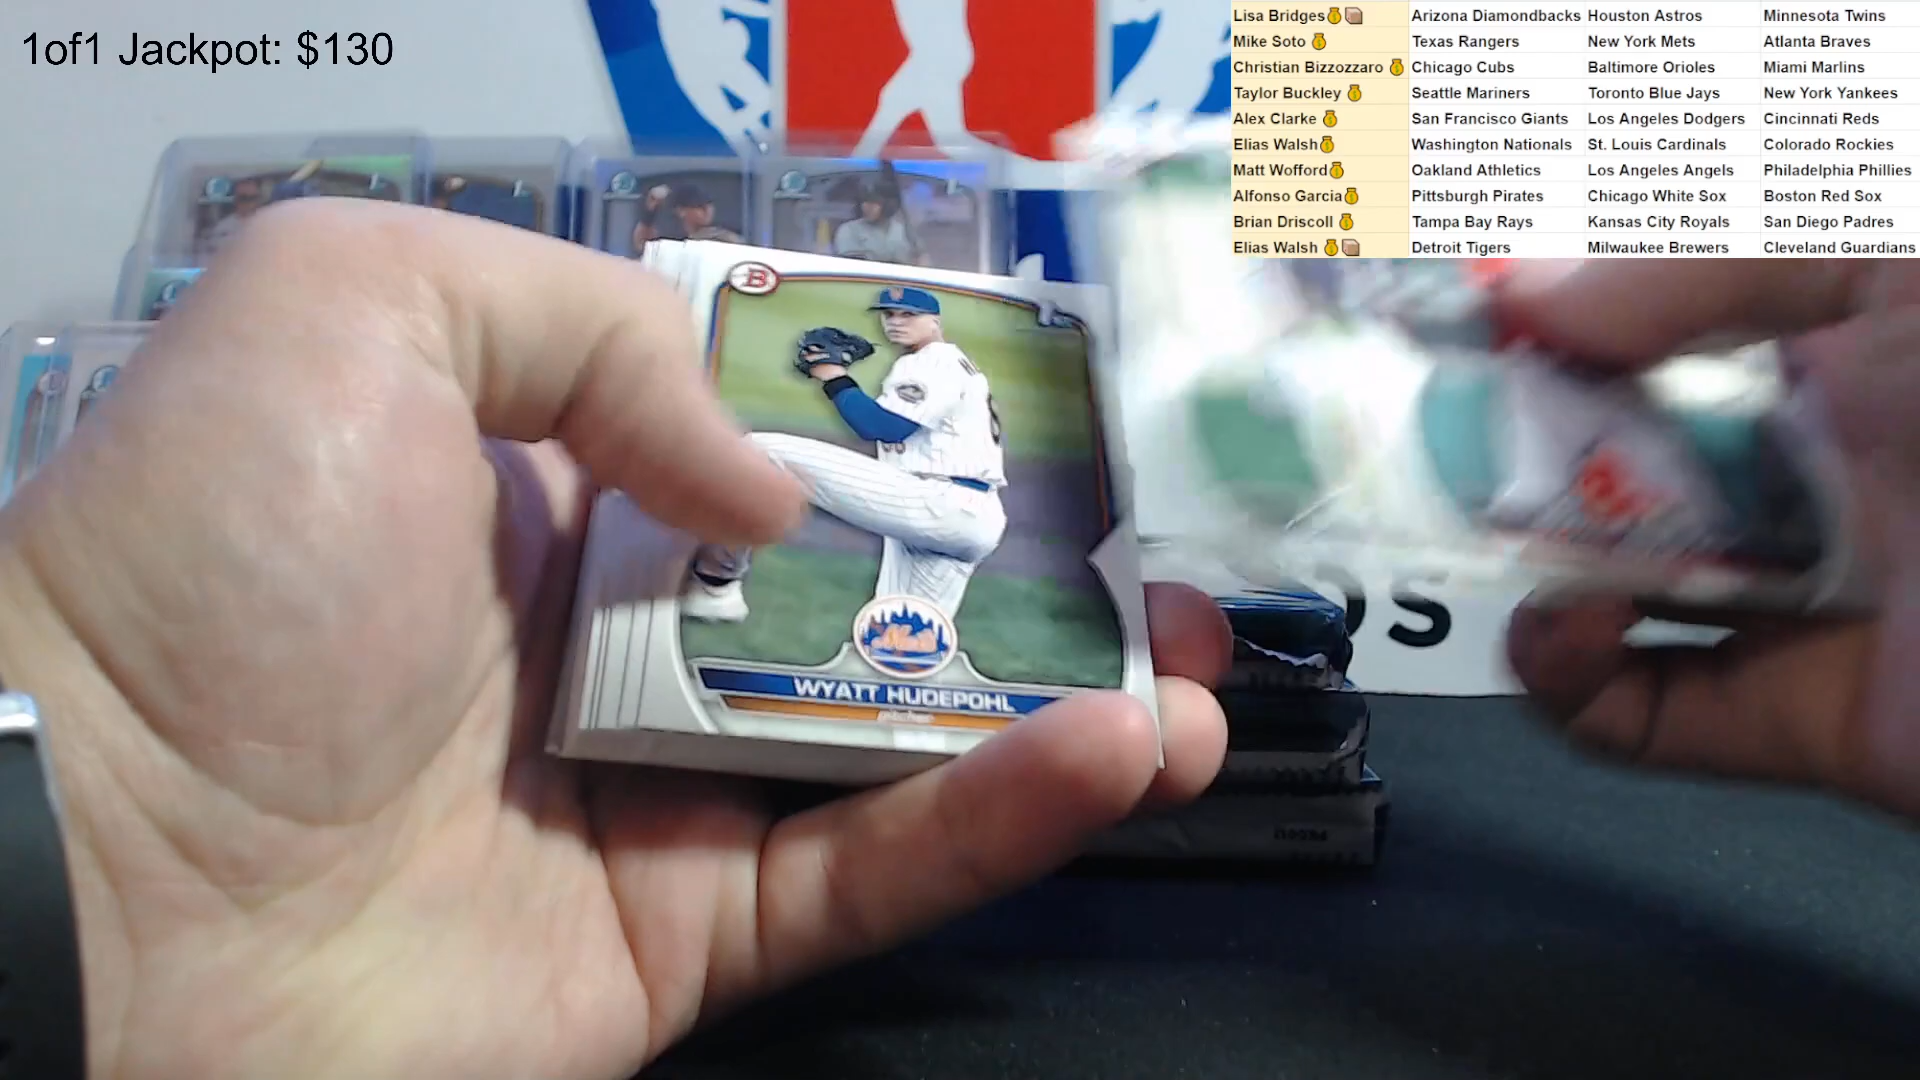 1of1 Jackpot: $130
Lisa Bridges Arizona Diamondbacks Houston Astros Minnesota Twins
Mike Soto Texas Rangers New York Mets Atlanta Braves
Christian Bizzozzaro Chicago Cubs Baltimore Orioles Miami Marlins
Taylor Buckley Seattle Mariners Toronto Blue Jays New York Yankees
Alex Clarke San Francisco Giants Los Angeles Dodgers Cincinnati Reds
Elias Walsh Washington Nationals St. Louis Cardinals Colorado Rockies
Matt Wofford Oakland Athletics Los Angeles Angels Philadelphia Phillies
Alfonso Garcia Pittsburgh Pirates Chicago White Sox Boston Red Sox
Brian Driscoll Tampa Bay Rays Kansas City Royals San Diego Padres
Elias Walsh Detroit Tigers Milwaukee Brewers Cleveland Guardians
B
1st
Mets
WYATT HUDEPOHL
pitcher